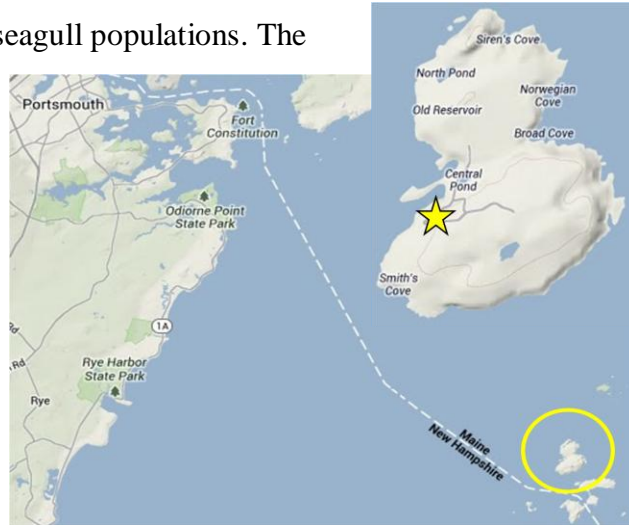 seagull populations. The
Portsmouth
Fort
Constitution
Odiorne Point
State Park
1A
Rye Harbor
State Park
Rye
Rd
Rd
Maine
New Hampshire
Siren's Cove
North Pond
Norwegian
Cove
Old Reservoir
Broad Cove
Central
Pond
Smith's
Cove